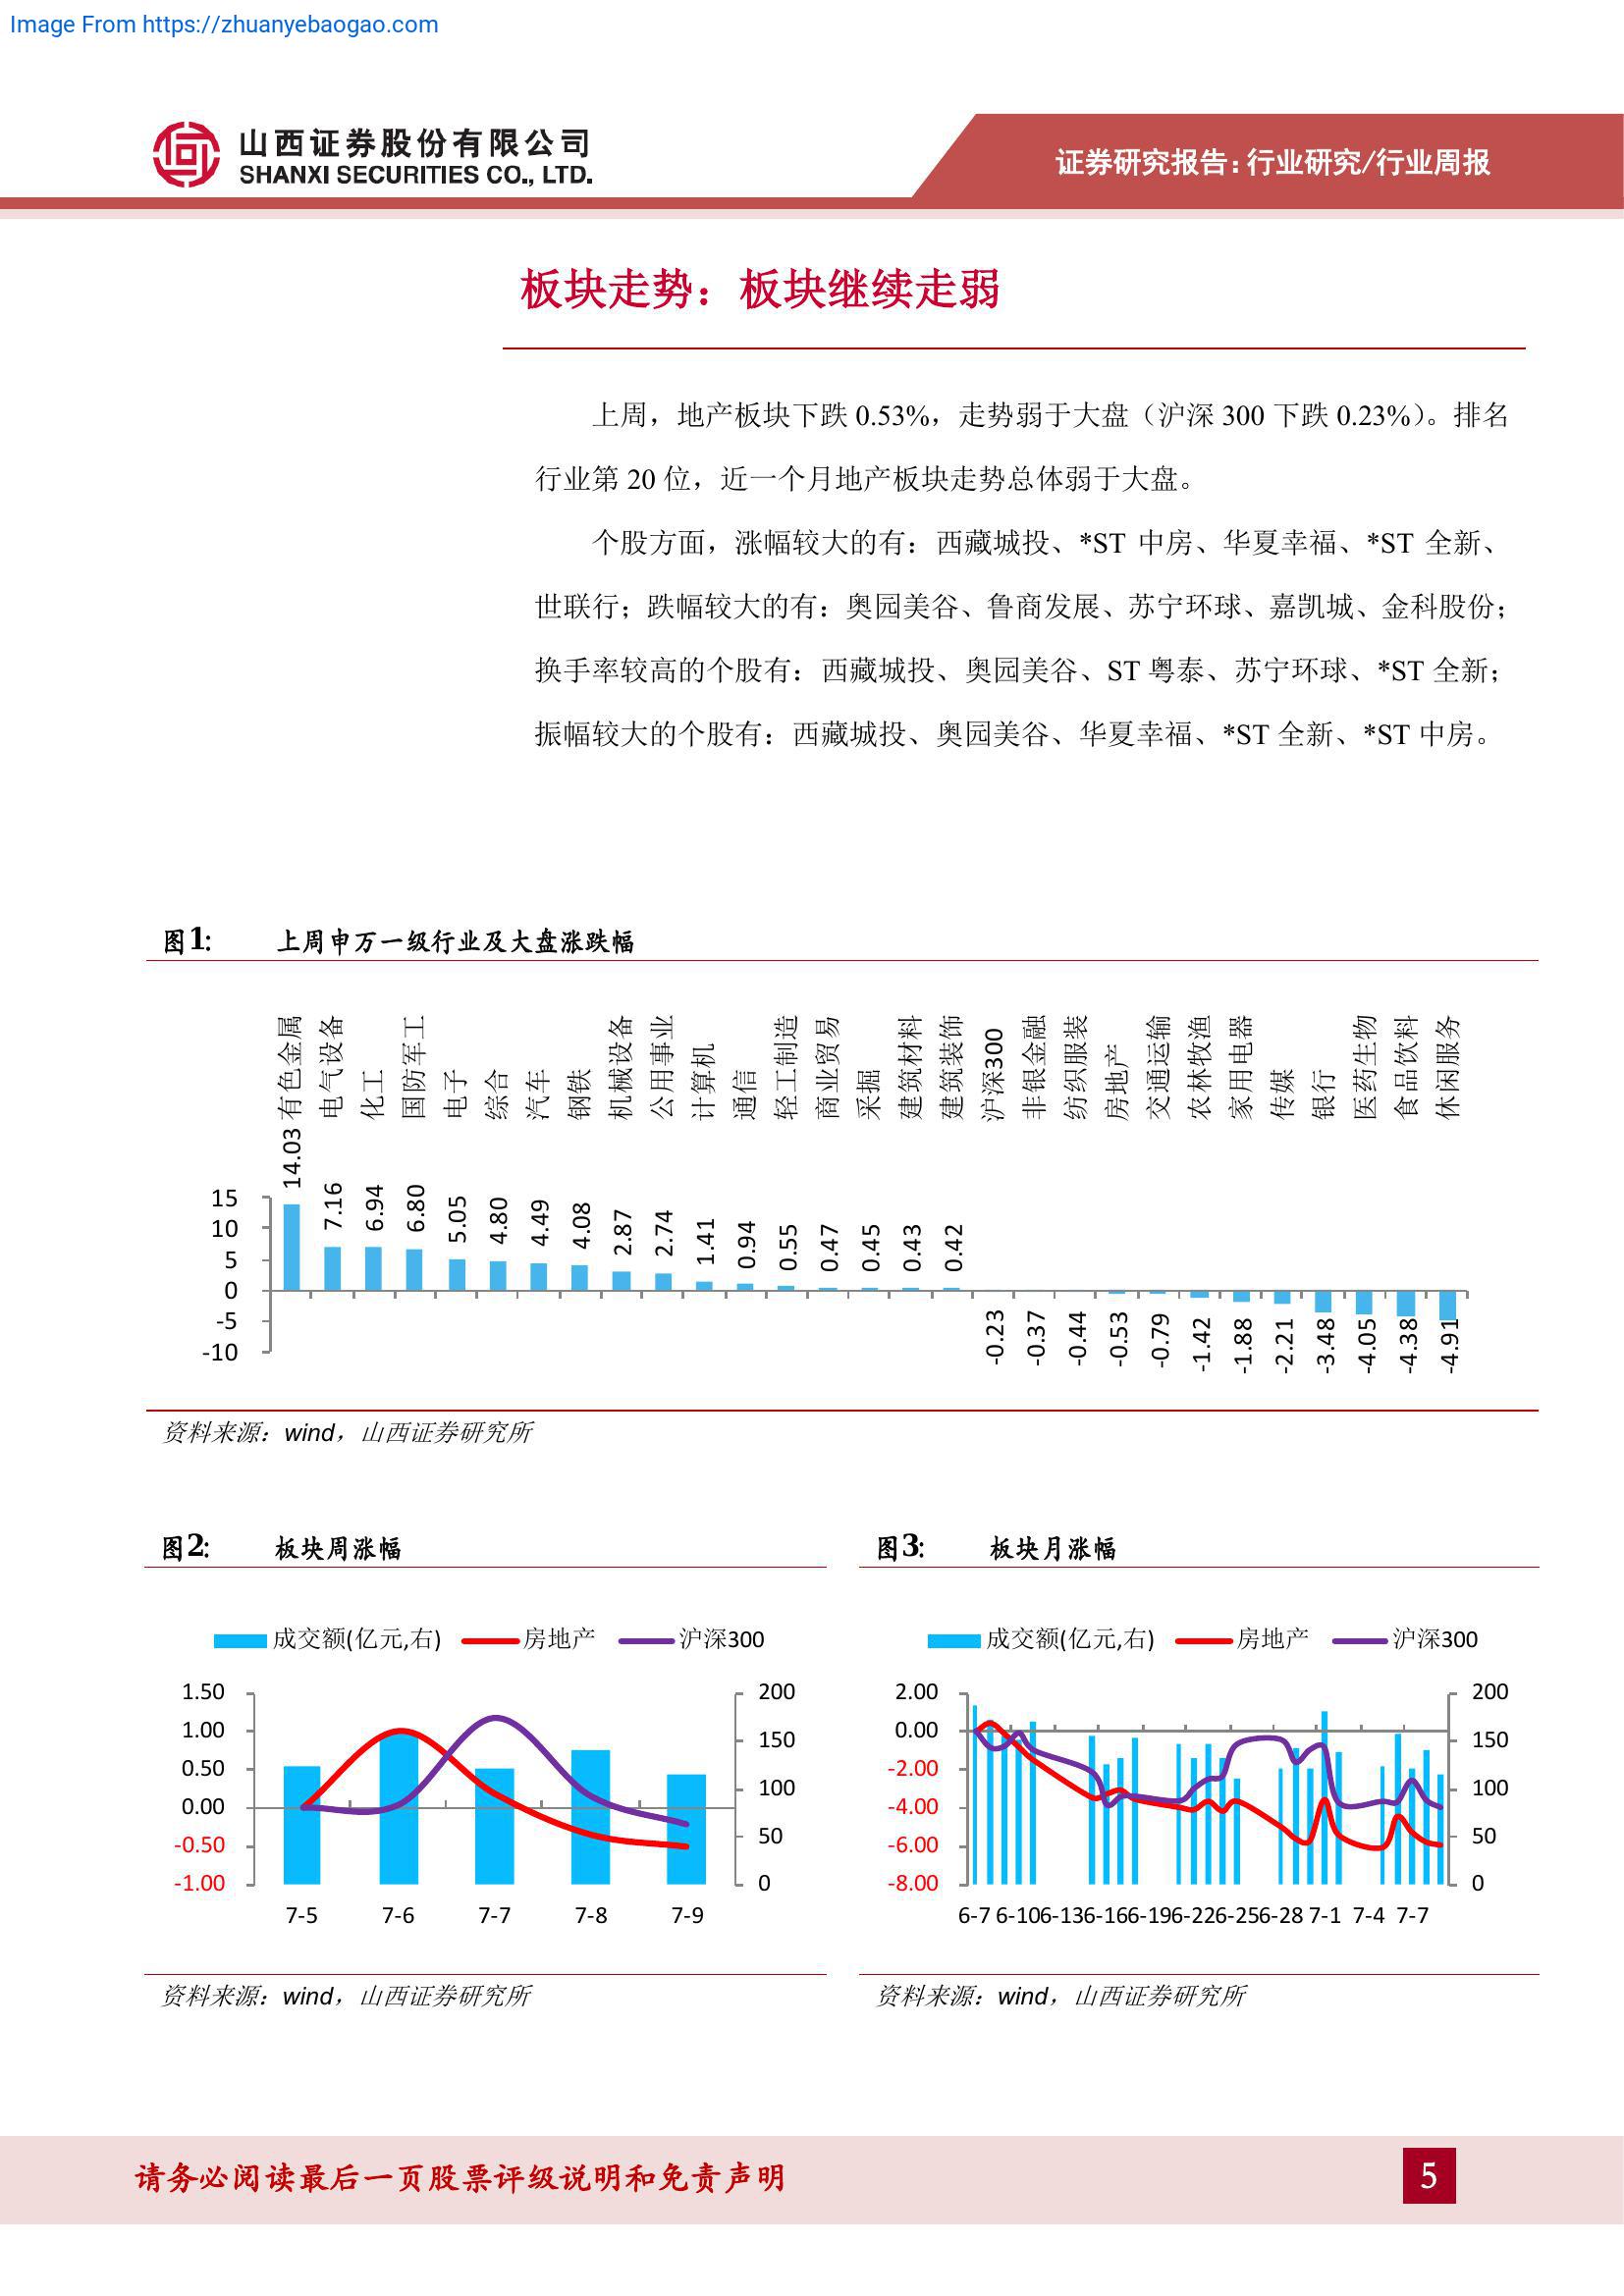 Image From https://zhuanyebaogao.com
山西证券股份有限公司
SHANXI SECURITIES CO., LTD.
证券研究报告：行业研究/行业周报
板块走势：板块继续走弱
上周，地产板块下跌 0.53%，走势弱于大盘（沪深 300 下跌 0.23%）。排名
行业第 20 位，近一个月地产板块走势总体弱于大盘。
个股方面，涨幅较大的有：西藏城投、*ST 中房、华夏幸福、*ST 全新、
世联行；跌幅较大的有：奥园美谷、鲁商发展、苏宁环球、嘉凯城、金科股份；
换手率较高的个股有：西藏城投、奥园美谷、ST 粤泰、苏宁环球、*ST 全新；
振幅较大的个股有：西藏城投、奥园美谷、华夏幸福、*ST 全新、*ST 中房。
图1： 上周申万一级行业及大盘涨跌幅
有色金属 电气设备 化工 国防军工 电子 综合 汽车 钢铁 机械设备 公用事业 计算机 通信 轻工制造 商业贸易 采掘 建筑材料 建筑装饰 沪深300 非银金融 纺织服装 房地产 交通运输 农林牧渔 家用电器 传媒 银行 医药生物 食品饮料 休闲服务
14.03 7.16 6.94 6.80 5.05 4.80 4.49 4.08 2.87 2.74 1.41 0.94 0.55 0.47 0.45 0.43 0.42 -0.23 -0.37 -0.44 -0.53 -0.79 -1.42 -1.88 -2.21 -3.48 -4.05 -4.38 -4.91
15
10
5
0
-5
-10
资料来源：wind，山西证券研究所
图2： 板块周涨幅
成交额(亿元,右) 房地产 沪深300
1.50 200
1.00 150
0.50 100
0.00
-0.50 50
-1.00 0
7-5 7-6 7-7 7-8 7-9
资料来源：wind，山西证券研究所
图3： 板块月涨幅
成交额(亿元,右) 房地产 沪深300
2.00 200
0.00 150
-2.00 100
-4.00
-6.00 50
-8.00 0
6-7 6-10 6-13 6-16 6-19 6-22 6-25 6-28 7-1 7-4 7-7
资料来源：wind，山西证券研究所
请务必阅读最后一页股票评级说明和免责声明
5